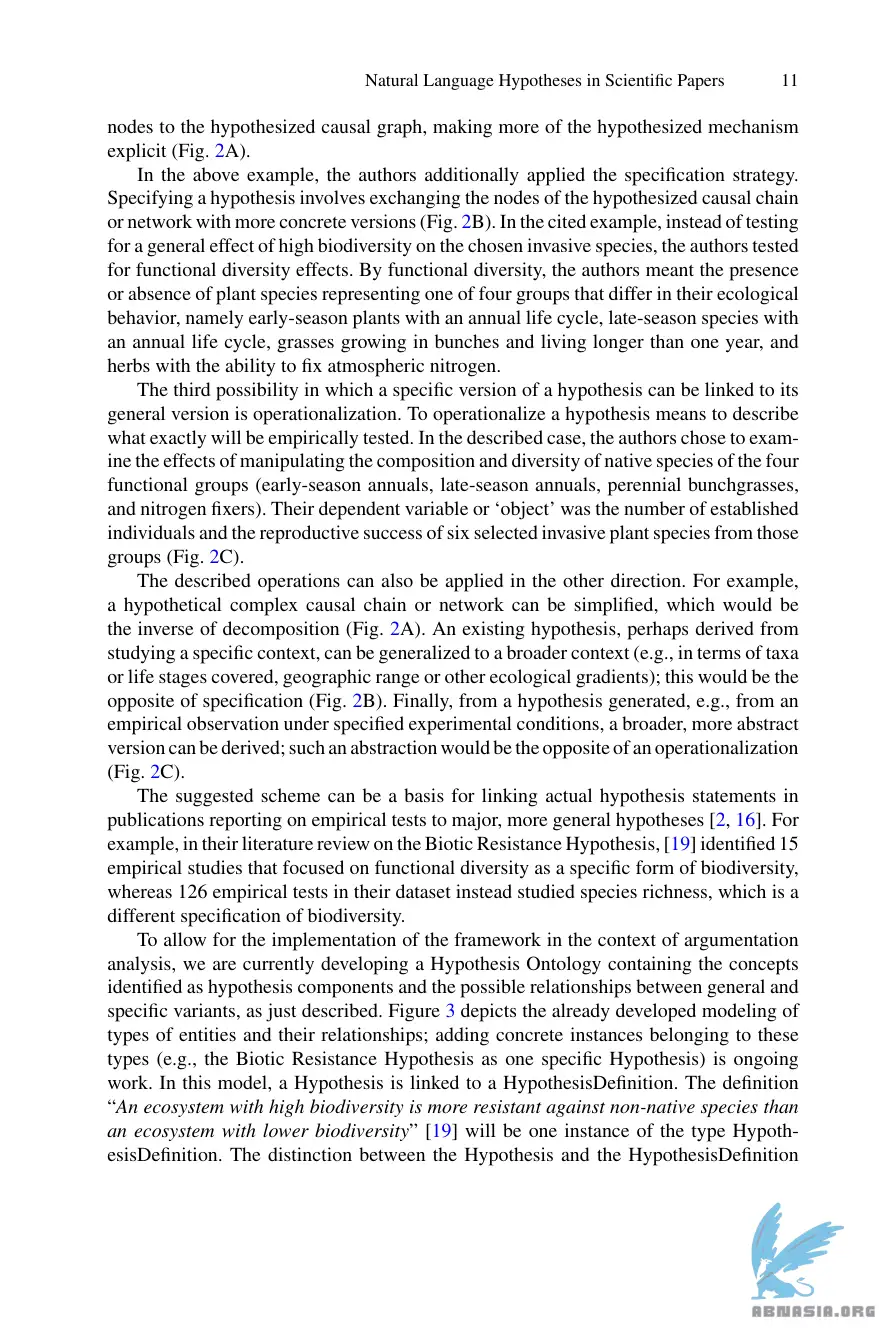 Natural Language Hypotheses in Scientific Papers 11
nodes to the hypothesized causal graph, making more of the hypothesized mechanism
explicit (Fig. 2A).
In the above example, the authors additionally applied the specification strategy.
Specifying a hypothesis involves exchanging the nodes of the hypothesized causal chain
or network with more concrete versions (Fig. 2B). In the cited example, instead of testing
for a general effect of high biodiversity on the chosen invasive species, the authors tested
for functional diversity effects. By functional diversity, the authors meant the presence
or absence of plant species representing one of four groups that differ in their ecological
behavior, namely early-season plants with an annual life cycle, late-season species with
an annual life cycle, grasses growing in bunches and living longer than one year, and
herbs with the ability to fix atmospheric nitrogen.
The third possibility in which a specific version of a hypothesis can be linked to its
general version is operationalization. To operationalize a hypothesis means to describe
what exactly will be empirically tested. In the described case, the authors chose to exam-
ine the effects of manipulating the composition and diversity of native species of the four
functional groups (early-season annuals, late-season annuals, perennial bunchgrasses,
and nitrogen fixers). Their dependent variable or ‘object’ was the number of established
individuals and the reproductive success of six selected invasive plant species from those
groups (Fig. 2C).
The described operations can also be applied in the other direction. For example,
a hypothetical complex causal chain or network can be simplified, which would be
the inverse of decomposition (Fig. 2A). An existing hypothesis, perhaps derived from
studying a specific context, can be generalized to a broader context (e.g., in terms of taxa
or life stages covered, geographic range or other ecological gradients); this would be the
opposite of specification (Fig. 2B). Finally, from a hypothesis generated, e.g., from an
empirical observation under specified experimental conditions, a broader, more abstract
version can be derived; such an abstraction would be the opposite of an operationalization
(Fig. 2C).
The suggested scheme can be a basis for linking actual hypothesis statements in
publications reporting on empirical tests to major, more general hypotheses [2, 16]. For
example, in their literature review on the Biotic Resistance Hypothesis, [19] identified 15
empirical studies that focused on functional diversity as a specific form of biodiversity,
whereas 126 empirical tests in their dataset instead studied species richness, which is a
different specification of biodiversity.
To allow for the implementation of the framework in the context of argumentation
analysis, we are currently developing a Hypothesis Ontology containing the concepts
identified as hypothesis components and the possible relationships between general and
specific variants, as just described. Figure 3 depicts the already developed modeling of
types of entities and their relationships; adding concrete instances belonging to these
types (e.g., the Biotic Resistance Hypothesis as one specific Hypothesis) is ongoing
work. In this model, a Hypothesis is linked to a HypothesisDefinition. The definition
“An ecosystem with high biodiversity is more resistant against non-native species than
an ecosystem with lower biodiversity” [19] will be one instance of the type Hypoth-
esisDefinition. The distinction between the Hypothesis and the HypothesisDefinition
ABNASIA.ORG